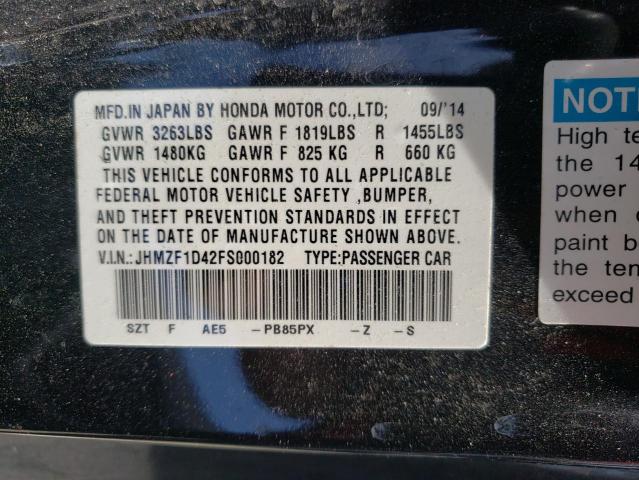 MFD.IN JAPAN BY HONDA MOTOR CO.,LTD; 09/'14
GVWR 3263LBS GAWR F 1819LBS R 1455LBS
GVWR 1480KG GAWR F 825 KG R 660 KG
THIS VEHICLE CONFORMS TO ALL APPLICABLE
FEDERAL MOTOR VEHICLE SAFETY ,BUMPER,
AND THEFT PREVENTION STANDARDS IN EFFECT
ON THE DATE OF MANUFACTURE SHOWN ABOVE.
V.I.N.:JHMZF1D42FS000182 TYPE:PASSENGER CAR
SZT F AE5 -PB85PX -Z -S
NOTI
High te
the 14
power
when
paint b
the ten
exceed